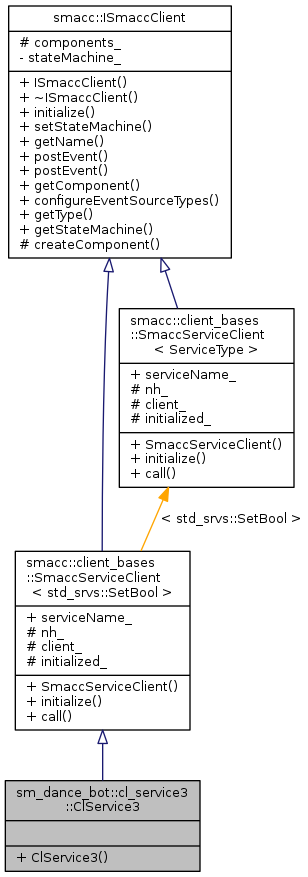 smacc::ISmaccClient
# components_
- stateMachine_
+ ISmaccClient()
+ ~ISmaccClient()
+ initialize()
+ setStateMachine()
+ getName()
+ postEvent()
+ postEvent()
+ getComponent()
+ configureEventSourceTypes()
+ getType()
+ getStateMachine()
# createComponent()
smacc::client_bases
::SmaccServiceClient
< ServiceType >
+ serviceName_
# nh_
# client_
# initialized_
+ SmaccServiceClient()
+ initialize()
+ call()
< std_srvs::SetBool >
smacc::client_bases
::SmaccServiceClient
< std_srvs::SetBool >
+ serviceName_
# nh_
# client_
# initialized_
+ SmaccServiceClient()
+ initialize()
+ call()
sm_dance_bot::cl_service3
::ClService3
+ ClService3()